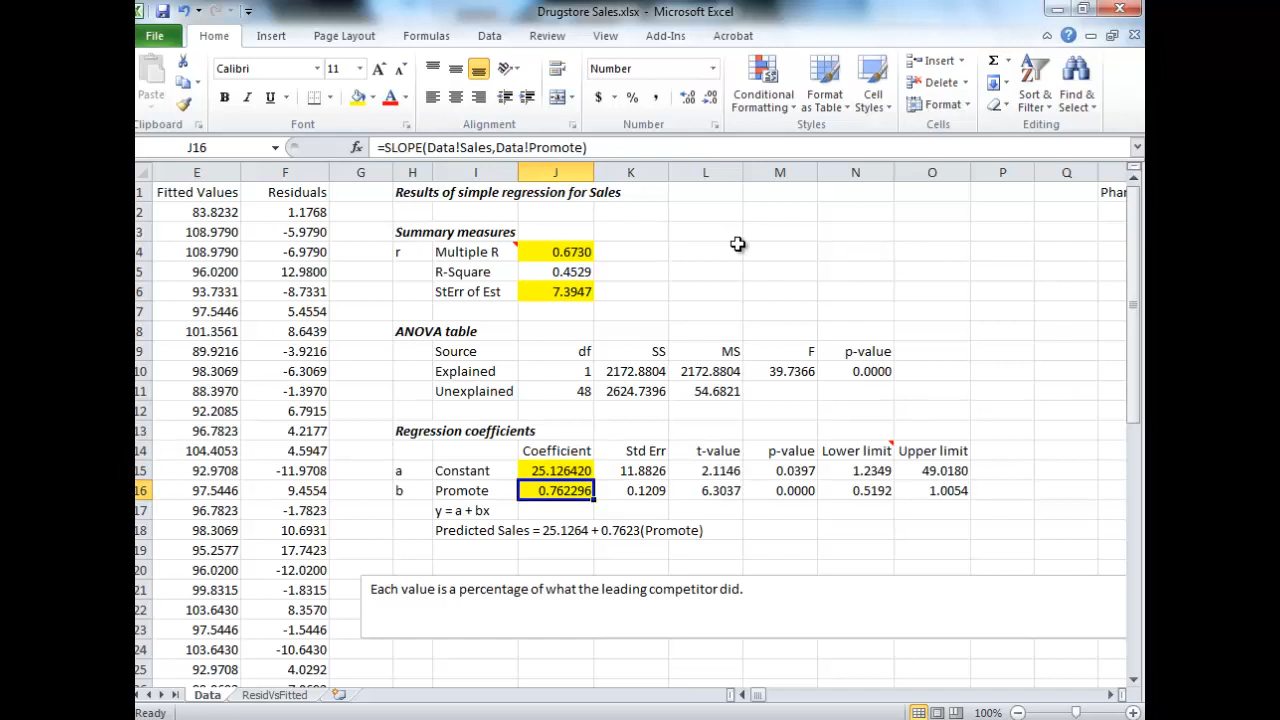 Drugstore Sales.xlsx - Microsoft Excel
File Home Insert Page Layout Formulas Data Review View Add-Ins Acrobat
Calibri 11 Number Insert
Delete
Format
Paste
Conditional Formatting Format as Table Cell Styles Sort & Filter Find & Select
Clipboard Font Alignment Number Styles Cells Editing
J16 fx =SLOPE(Data!Sales,Data!Promote)
E F G H I J K L M N O P Q
1 Fitted Values Residuals Results of simple regression for Sales Phar
2 83.8232 1.1768
3 108.9790 -5.9790 Summary measures
4 108.9790 -6.9790 r Multiple R 0.6730
5 96.0200 12.9800 R-Square 0.4529
6 93.7331 -8.7331 StErr of Est 7.3947
7 97.5446 5.4554
8 101.3561 8.6439 ANOVA table
9 89.9216 -3.9216 Source df SS MS F p-value
10 98.3069 -6.3069 Explained 1 2172.8804 2172.8804 39.7366 0.0000
11 88.3970 -1.3970 Unexplained 48 2624.7396 54.6821
12 92.2085 6.7915
13 96.7823 4.2177 Regression coefficients
14 104.4053 4.5947 Coefficient Std Err t-value p-value Lower limit Upper limit
15 92.9708 -11.9708 a Constant 25.126420 11.8826 2.1146 0.0397 1.2349 49.0180
16 97.5446 9.4554 b Promote 0.762296 0.1209 6.3037 0.0000 0.5192 1.0054
17 96.7823 -1.7823 y = a + bx
18 98.3069 10.6931 Predicted Sales = 25.1264 + 0.7623(Promote)
19 95.2577 17.7423
20 96.0200 -12.0200
21 99.8315 -1.8315 Each value is a percentage of what the leading competitor did.
22 103.6430 8.3570
23 97.5446 -1.5446
24 103.6430 -10.6430
25 92.9708 4.0292
Data ResidVsFitted
Ready 100%